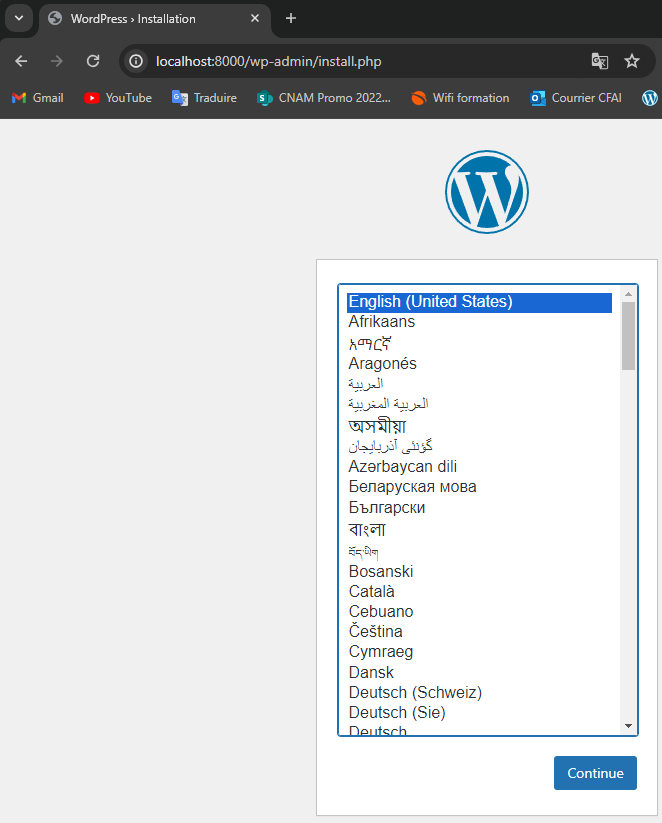 WordPress › Installation
localhost:8000/wp-admin/install.php
Gmail YouTube Traduire CNAM Promo 2022... Wifi formation Courrier CFAI
English (United States)
Afrikaans
አማርኛ
Aragonés
العربية
العربية المغربية
অসমীয়া
گؤنئی آذربایجان
Azərbaycan dili
Беларуская мова
Български
বাংলা
བོད་ཡིག
Bosanski
Català
Cebuano
Čeština
Cymraeg
Dansk
Deutsch (Schweiz)
Deutsch (Sie)
Deutsch
Continue